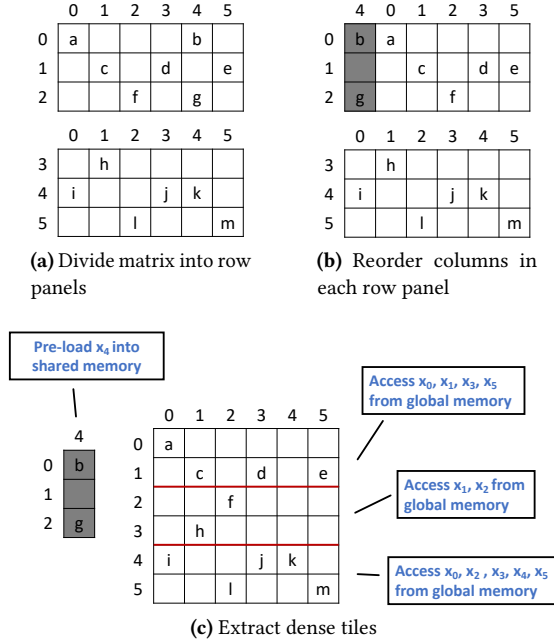 0 1 2 3 4 5
0 a b
1 c d e
2 f g
0 1 2 3 4 5
3 h
4 i j k
5 l m
(a) Divide matrix into row
panels
4 0 1 2 3 5
0 b a
1 c d e
2 g f
0 1 2 3 4 5
3 h
4 i j k
5 l m
(b) Reorder columns in
each row panel
Pre-load x₄ into
shared memory
4
0 b
1
2 g
0 1 2 3 4 5
0 a
1 c d e
2 f
3 h
4 i j k
5 l m
Access x₀, x₁, x₃, x₅
from global memory
Access x₁, x₂ from
global memory
Access x₀, x₂ , x₃, x₄, x₅
from global memory
(c) Extract dense tiles